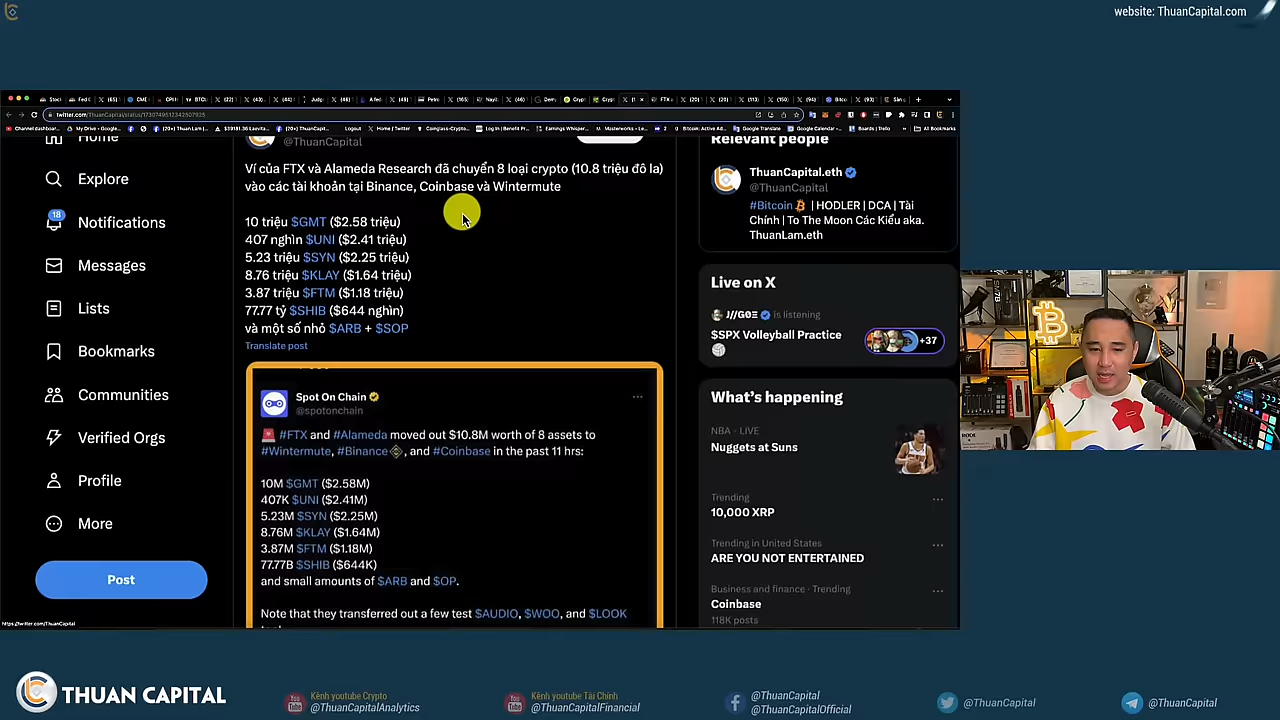 website: ThuanCapital.com
twitter.com/ThuanCapital/status/1730749512342507925
Home
Explore
18
Notifications
Messages
Lists
Bookmarks
Communities
Verified Orgs
Profile
More
Post
https://twitter.com/ThuanCapital
@ThuanCapital
Ví của FTX và Alameda Research đã chuyển 8 loại crypto (10.8 triệu đô la)
vào các tài khoản tại Binance, Coinbase và Wintermute
10 triệu $GMT ($2.58 triệu)
407 nghìn $UNI ($2.41 triệu)
5.23 triệu $SYN ($2.25 triệu)
8.76 triệu $KLAY ($1.64 triệu)
3.87 triệu $FTM ($1.18 triệu)
77.77 tỷ $SHIB ($644 nghìn)
và một số nhỏ $ARB + $SOP
Translate post
Spot On Chain
@spotonchain
#FTX and #Alameda moved out $10.8M worth of 8 assets to
#Wintermute, #Binance, and #Coinbase in the past 11 hrs:
10M $GMT ($2.58M)
407K $UNI ($2.41M)
5.23M $SYN ($2.25M)
8.76M $KLAY ($1.64M)
3.87M $FTM ($1.18M)
77.77B $SHIB ($644K)
and small amounts of $ARB and $OP.
Note that they transferred out a few test $AUDIO, $WOO, and $LOOK
Relevant people
ThuanCapital.eth
@ThuanCapital
#Bitcoin | HODLER | DCA | Tài
Chính | To The Moon Các Kiểu aka.
ThuanLam.eth
Live on X
J//GOΞ is listening
$SPX Volleyball Practice
+37
What's happening
NBA · LIVE
Nuggets at Suns
Trending
10,000 XRP
Trending in United States
ARE YOU NOT ENTERTAINED
Business and finance · Trending
Coinbase
118K posts
THUAN CAPITAL
Kênh youtube Crypto
@ThuanCapitalAnalytics
Kênh youtube Tài Chính
@ThuanCapitalFinancial
@ThuanCapital
@ThuanCapitalOfficial
@ThuanCapital
@ThuanCapital